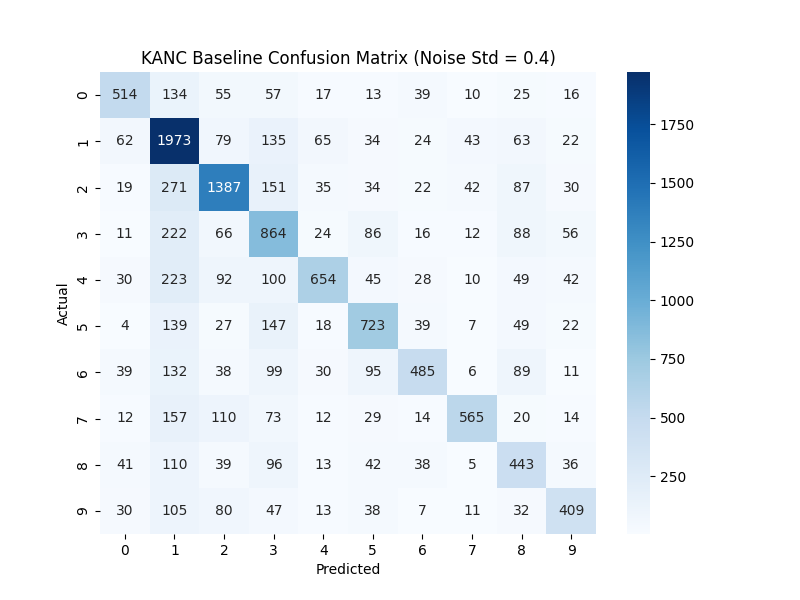 KANC Baseline Confusion Matrix (Noise Std = 0.4)
0 514 134 55 57 17 13 39 10 25 16
1 62 1973 79 135 65 34 24 43 63 22
2 19 271 1387 151 35 34 22 42 87 30
3 11 222 66 864 24 86 16 12 88 56
4 30 223 92 100 654 45 28 10 49 42
5 4 139 27 147 18 723 39 7 49 22
6 39 132 38 99 30 95 485 6 89 11
7 12 157 110 73 12 29 14 565 20 14
8 41 110 39 96 13 42 38 5 443 36
9 30 105 80 47 13 38 7 11 32 409
0 1 2 3 4 5 6 7 8 9
Predicted
Actual
1750
1500
1250
1000
750
500
250